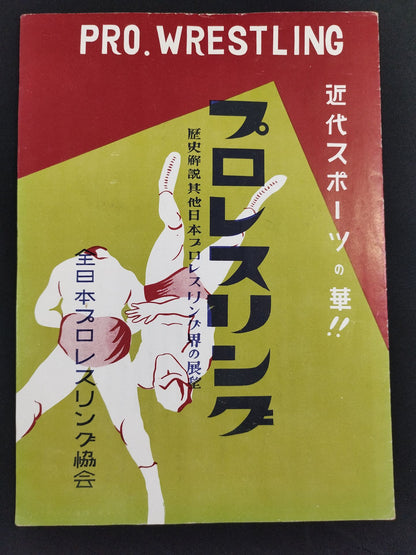 PRO. WRESTLING
近代スポーツの華!!
プロレスリング
歴史解説其他日本プロレスリング界の展望
全日本プロレスリング協会